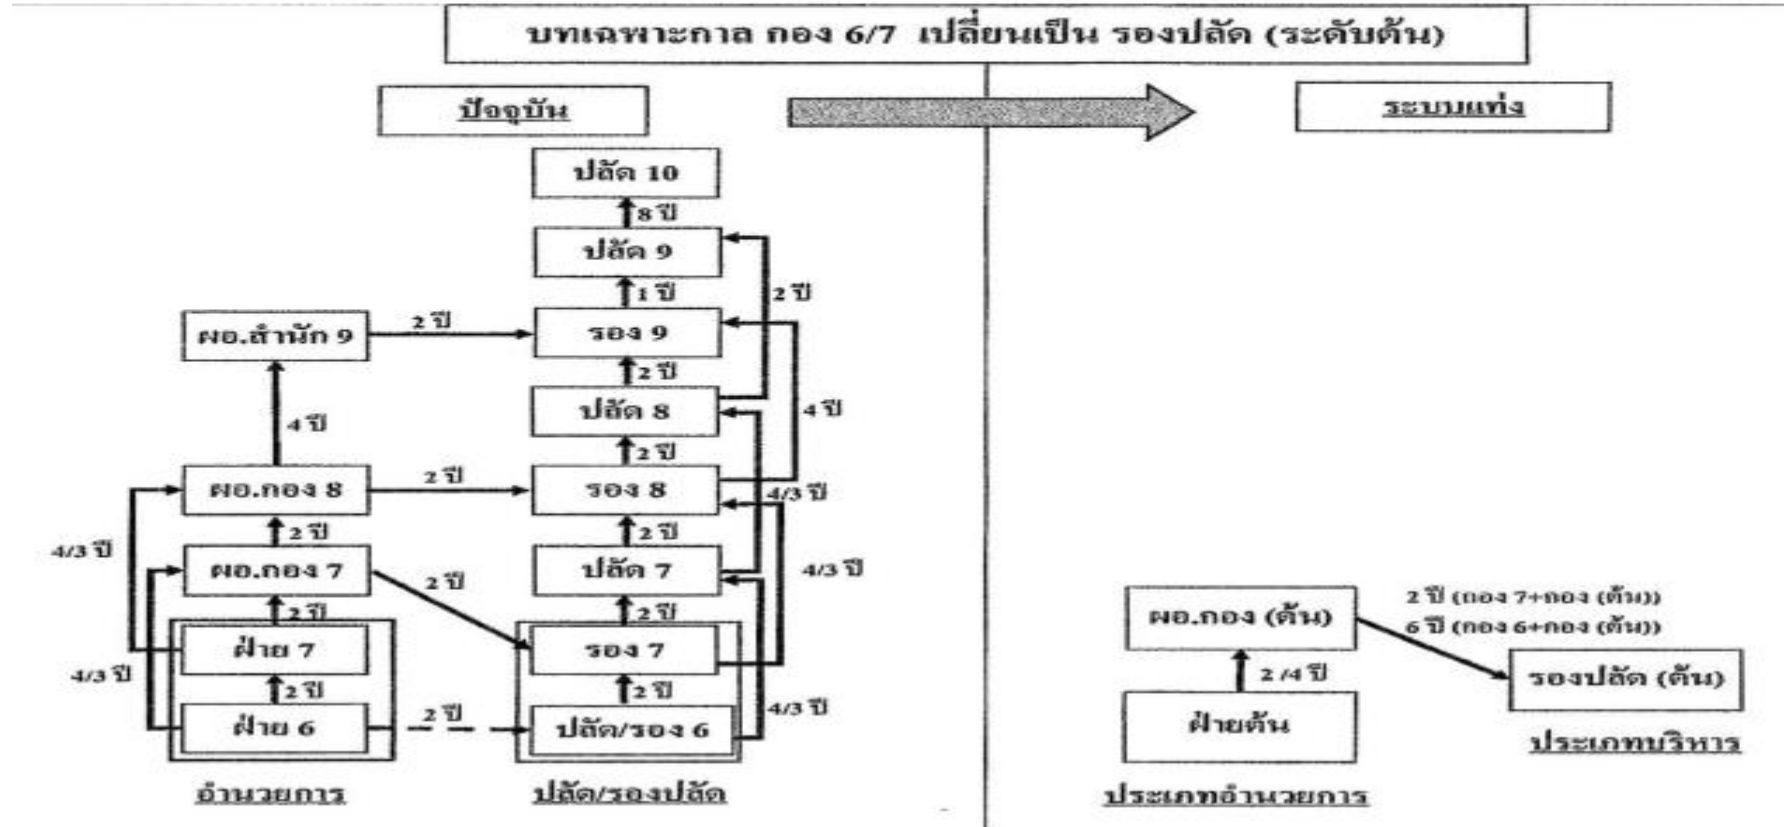 บทเฉพาะกาล กอง 6/7 เปลี่ยนเป็น รองปลัด (ระดับต้น)
ปัจจุบัน
ระบบแท่ง
ปลัด 10
8 ปี
ปลัด 9
1 ปี
2 ปี
ผอ.สำนัก 9
2 ปี
รอง 9
2 ปี
4 ปี
ปลัด 8
4 ปี
2 ปี
ผอ.กอง 8
2 ปี
รอง 8
4/3 ปี
4/3 ปี
2 ปี
2 ปี
ผอ.กอง 7
2 ปี
ปลัด 7
4/3 ปี
2 ปี
2 ปี
ฝ่าย 7
รอง 7
4/3 ปี
2 ปี
2 ปี
4/3 ปี
ฝ่าย 6
2 ปี
ปลัด/รอง 6
อำนวยการ
ปลัด/รองปลัด
ผอ.กอง (ต้น)
2 ปี (กอง 7+กอง (ต้น))
6 ปี (กอง 6+กอง (ต้น))
2 /4 ปี
รองปลัด (ต้น)
ฝ่ายต้น
ประเภทบริหาร
ประเภทอำนวยการ